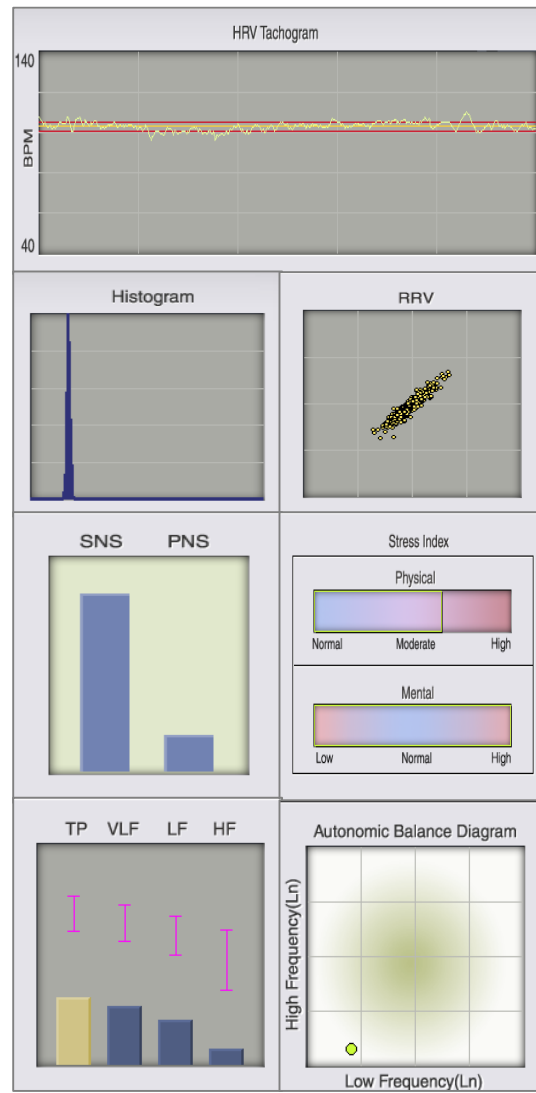 HRV Tachogram
140
BPM
40
Histogram
RRV
SNS PNS
Stress Index
Physical
Normal Moderate High
Mental
Low Normal High
TP VLF LF HF
Autonomic Balance Diagram
High Frequency(Ln)
Low Frequency(Ln)